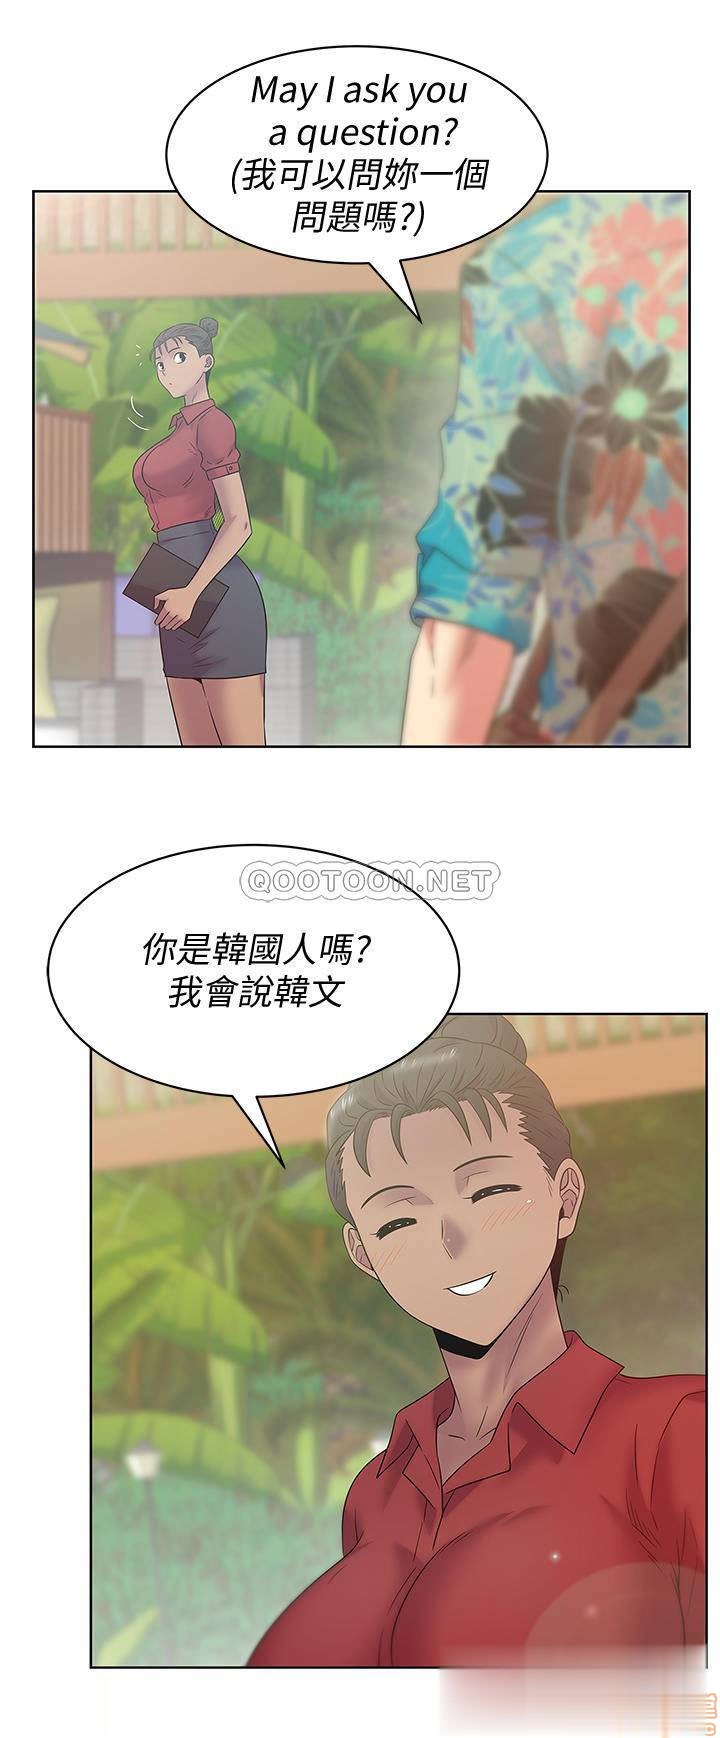 May I ask you
a question?
(我可以問妳一個
問題嗎?)
QOOTOON.NET
你是韓國人嗎?
我會說韓文